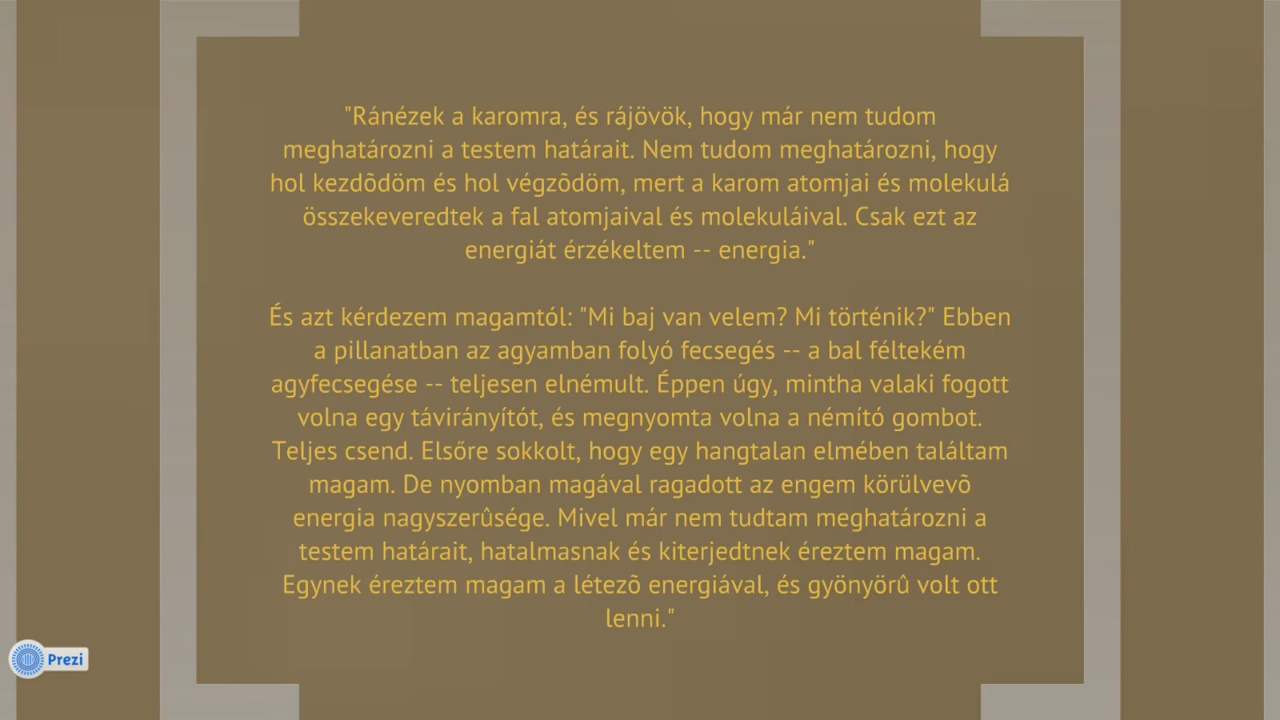 "Ránézek a karomra, és rájövök, hogy már nem tudom
meghatározni a testem határait. Nem tudom meghatározni, hogy
hol kezdõdöm és hol végzõdöm, mert a karom atomjai és molekulá
összekeveredtek a fal atomjaival és molekuláival. Csak ezt az
energiát érzékeltem -- energia."
És azt kérdezem magamtól: "Mi baj van velem? Mi történik?" Ebben
a pillanatban az agyamban folyó fecsegés -- a bal féltekém
agyfecsegése -- teljesen elnémult. Éppen úgy, mintha valaki fogott
volna egy távirányítót, és megnyomta volna a némító gombot.
Teljes csend. Elsőre sokkolt, hogy egy hangtalan elmében találtam
magam. De nyomban magával ragadott az engem körülvevõ
energia nagyszerûsége. Mivel már nem tudtam meghatározni a
testem határait, hatalmasnak és kiterjedtnek éreztem magam.
Egynek éreztem magam a létezõ energiával, és gyönyörû volt ott
lenni."
Prezi